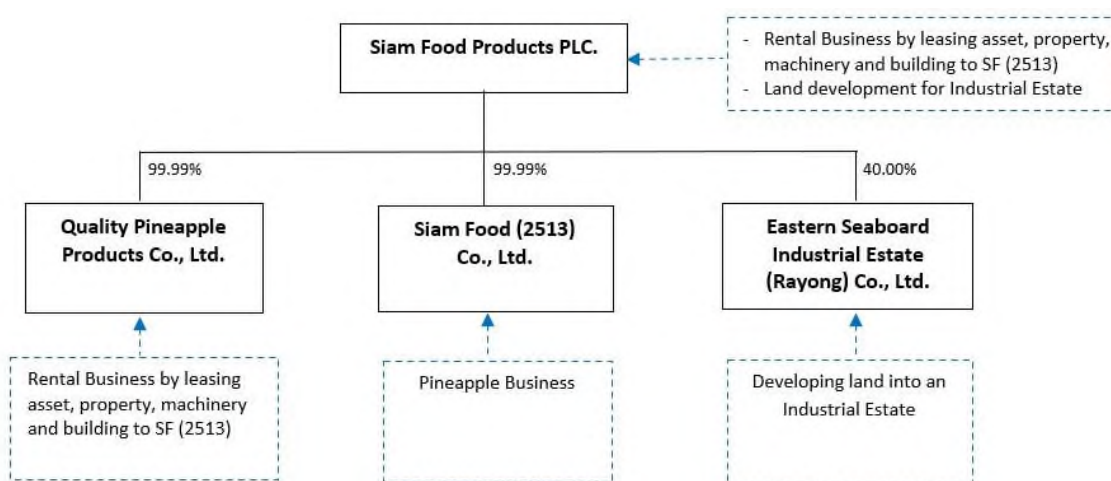 Siam Food Products PLC.
- Rental Business by leasing asset, property,
machinery and building to SF (2513)
- Land development for Industrial Estate
99.99%
99.99%
40.00%
Quality Pineapple
Products Co., Ltd.
Siam Food (2513)
Co., Ltd.
Eastern Seaboard
Industrial Estate
(Rayong) Co., Ltd.
Rental Business by leasing
asset, property, machinery
and building to SF (2513)
Pineapple Business
Developing land into an
Industrial Estate